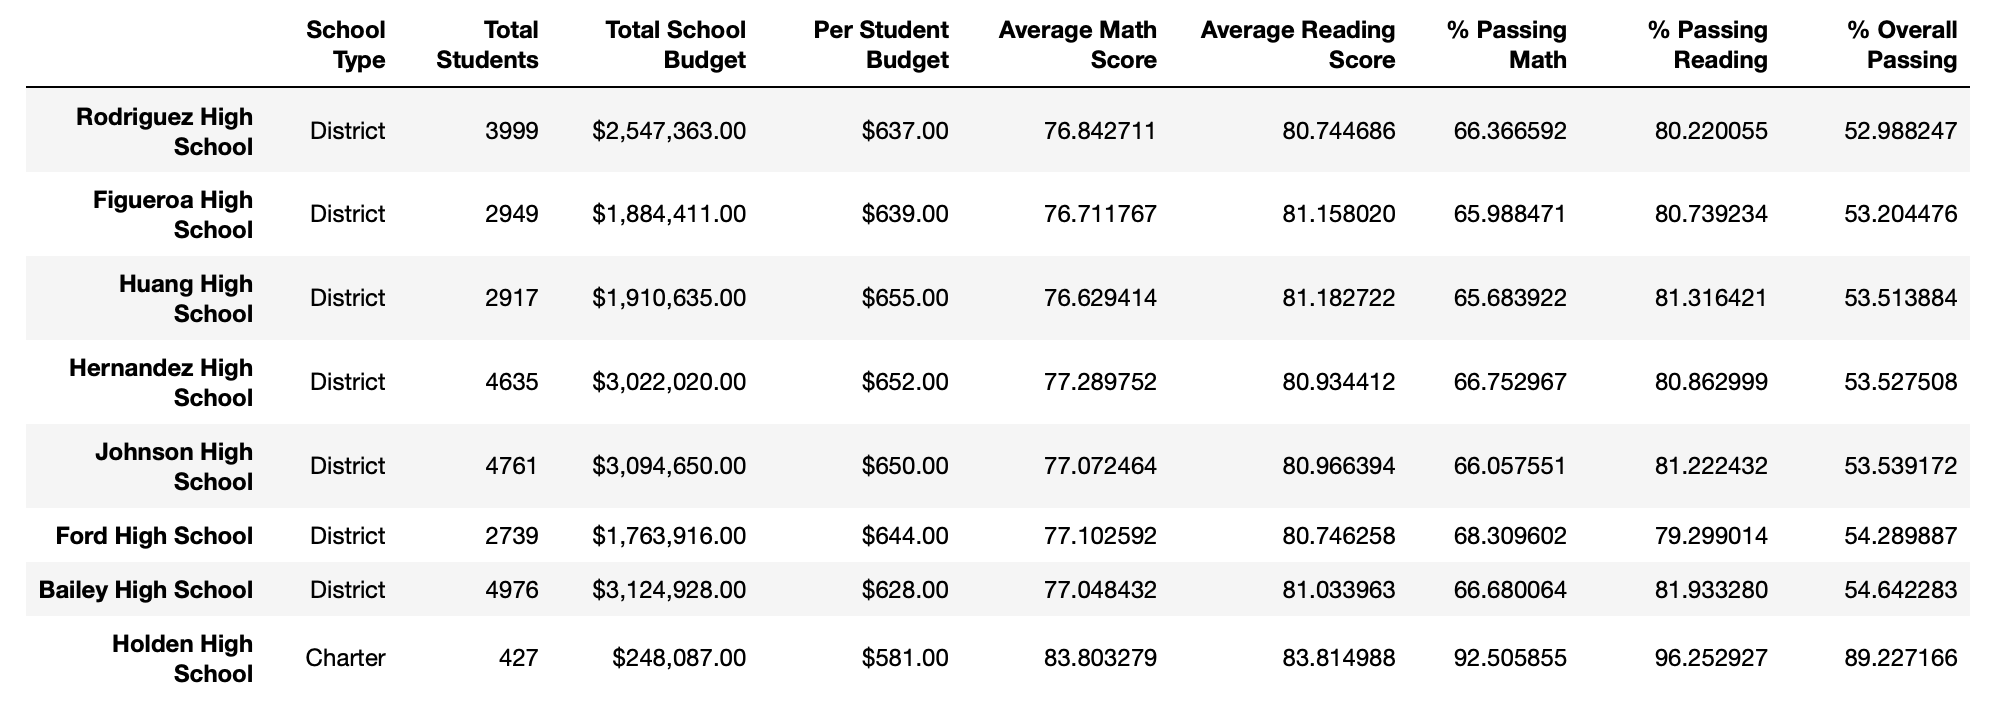 School Type Total Students Total School Budget Per Student Budget Average Math Score Average Reading Score % Passing Math % Passing Reading % Overall Passing
Rodriguez High School District 3999 $2,547,363.00 $637.00 76.842711 80.744686 66.366592 80.220055 52.988247
Figueroa High School District 2949 $1,884,411.00 $639.00 76.711767 81.158020 65.988471 80.739234 53.204476
Huang High School District 2917 $1,910,635.00 $655.00 76.629414 81.182722 65.683922 81.316421 53.513884
Hernandez High School District 4635 $3,022,020.00 $652.00 77.289752 80.934412 66.752967 80.862999 53.527508
Johnson High School District 4761 $3,094,650.00 $650.00 77.072464 80.966394 66.057551 81.222432 53.539172
Ford High School District 2739 $1,763,916.00 $644.00 77.102592 80.746258 68.309602 79.299014 54.289887
Bailey High School District 4976 $3,124,928.00 $628.00 77.048432 81.033963 66.680064 81.933280 54.642283
Holden High School Charter 427 $248,087.00 $581.00 83.803279 83.814988 92.505855 96.252927 89.227166